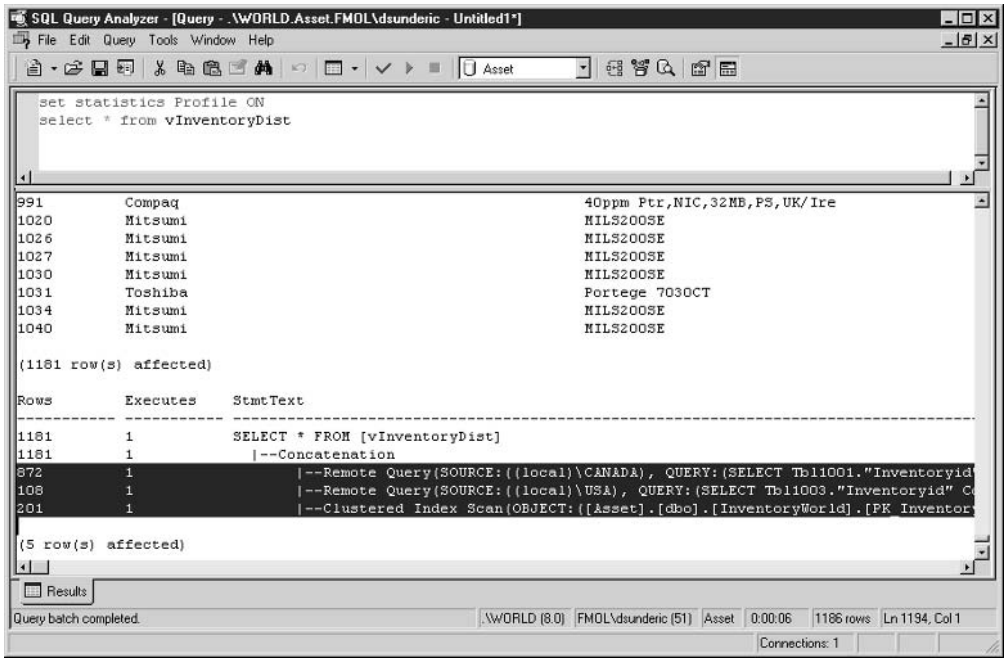 SQL Query Analyzer - [Query - .\WORLD.Asset.FMOL\dsunderic - Untitled1*]
File Edit Query Tools Window Help
Asset
set statistics Profile ON
select * from vInventoryDist
991 Compaq 40ppm Ptr,NIC,32MB,PS,UK/Ire
1020 Mitsumi MILS200SE
1026 Mitsumi MILS200SE
1027 Mitsumi MILS200SE
1030 Mitsumi MILS200SE
1031 Toshiba Portege 7030CT
1034 Mitsumi MILS200SE
1040 Mitsumi MILS200SE
(1181 row(s) affected)
Rows Executes StmtText
----------- ----------- ------------------------------------------------------------
1181 1 SELECT * FROM [vInventoryDist]
1181 1 |--Concatenation
872 1 |--Remote Query(SOURCE:((local)\CANADA), QUERY:(SELECT Tbl1001."Inventoryid"
108 1 |--Remote Query(SOURCE:((local)\USA), QUERY:(SELECT Tbl1003."Inventoryid" Co
201 1 |--Clustered Index Scan(OBJECT:([Asset].[dbo].[InventoryWorld].[PK_Inventor
(5 row(s) affected)
Results
Query batch completed. .\WORLD (8.0) FMOL\dsunderic (51) Asset 0:00:06 1186 rows Ln 1194, Col 1
Connections: 1